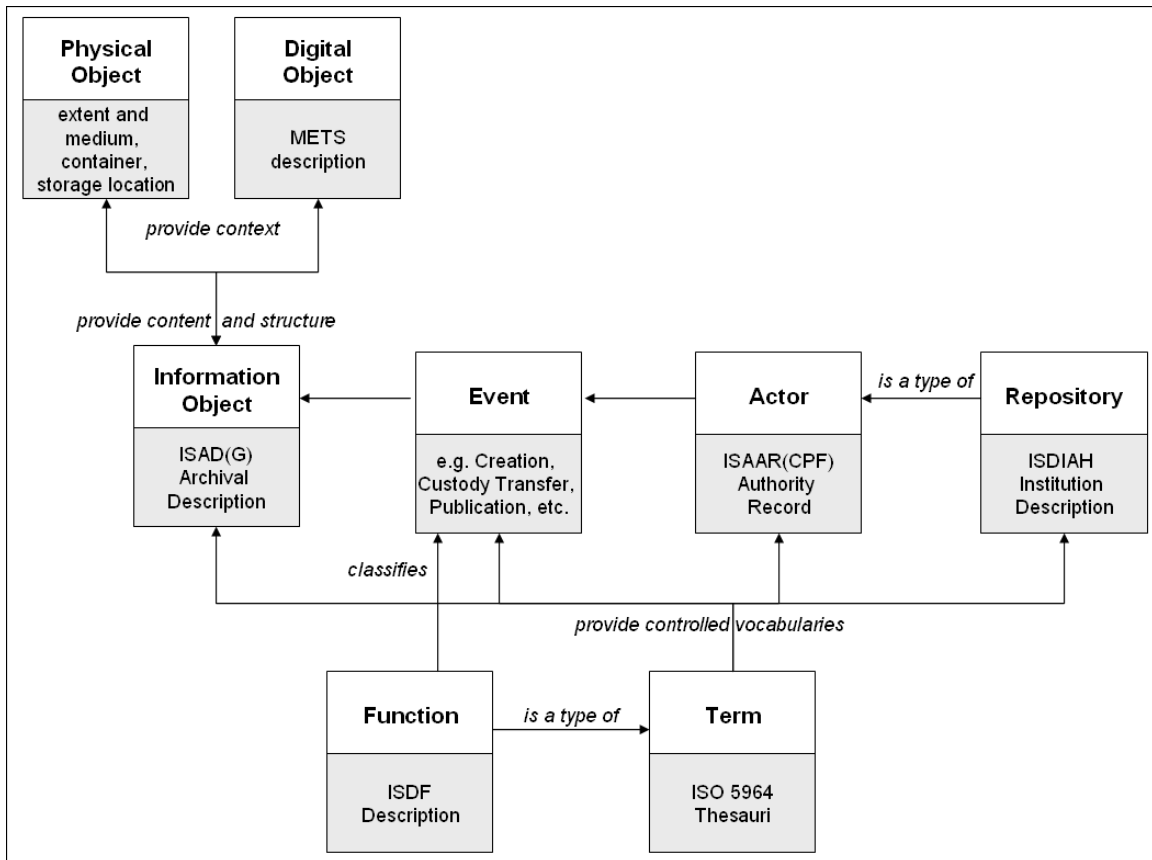 Physical
Object
extent and
medium,
container,
storage location
Digital
Object
METS
description
provide context
provide content and structure
Information
Object
ISAD(G)
Archival
Description
Event
e.g. Creation,
Custody Transfer,
Publication, etc.
Actor
ISAAR(CPF)
Authority
Record
is a type of
Repository
ISDIAH
Institution
Description
classifies
provide controlled vocabularies
Function
ISDF
Description
is a type of
Term
ISO 5964
Thesauri